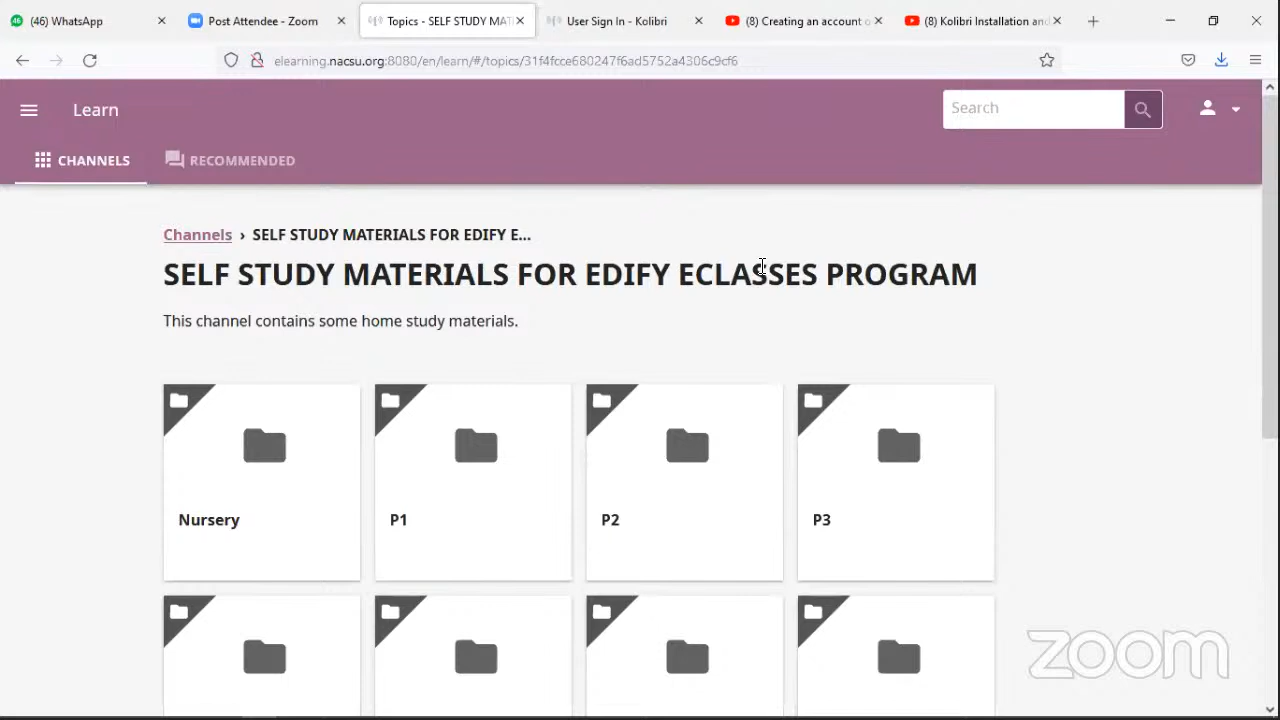 (46) WhatsApp
Post Attendee - Zoom
Topics - SELF STUDY MAT
User Sign In - Kolibri
(8) Creating an account o
(8) Kolibri Installation and
elearning.nacsu.org:8080/en/learn/#/topics/31f4fcce680247f6ad5752a4306c9cf6
Learn
Search
CHANNELS
RECOMMENDED
Channels › SELF STUDY MATERIALS FOR EDIFY E...
SELF STUDY MATERIALS FOR EDIFY ECLASSES PROGRAM
This channel contains some home study materials.
Nursery
P1
P2
P3
zoom